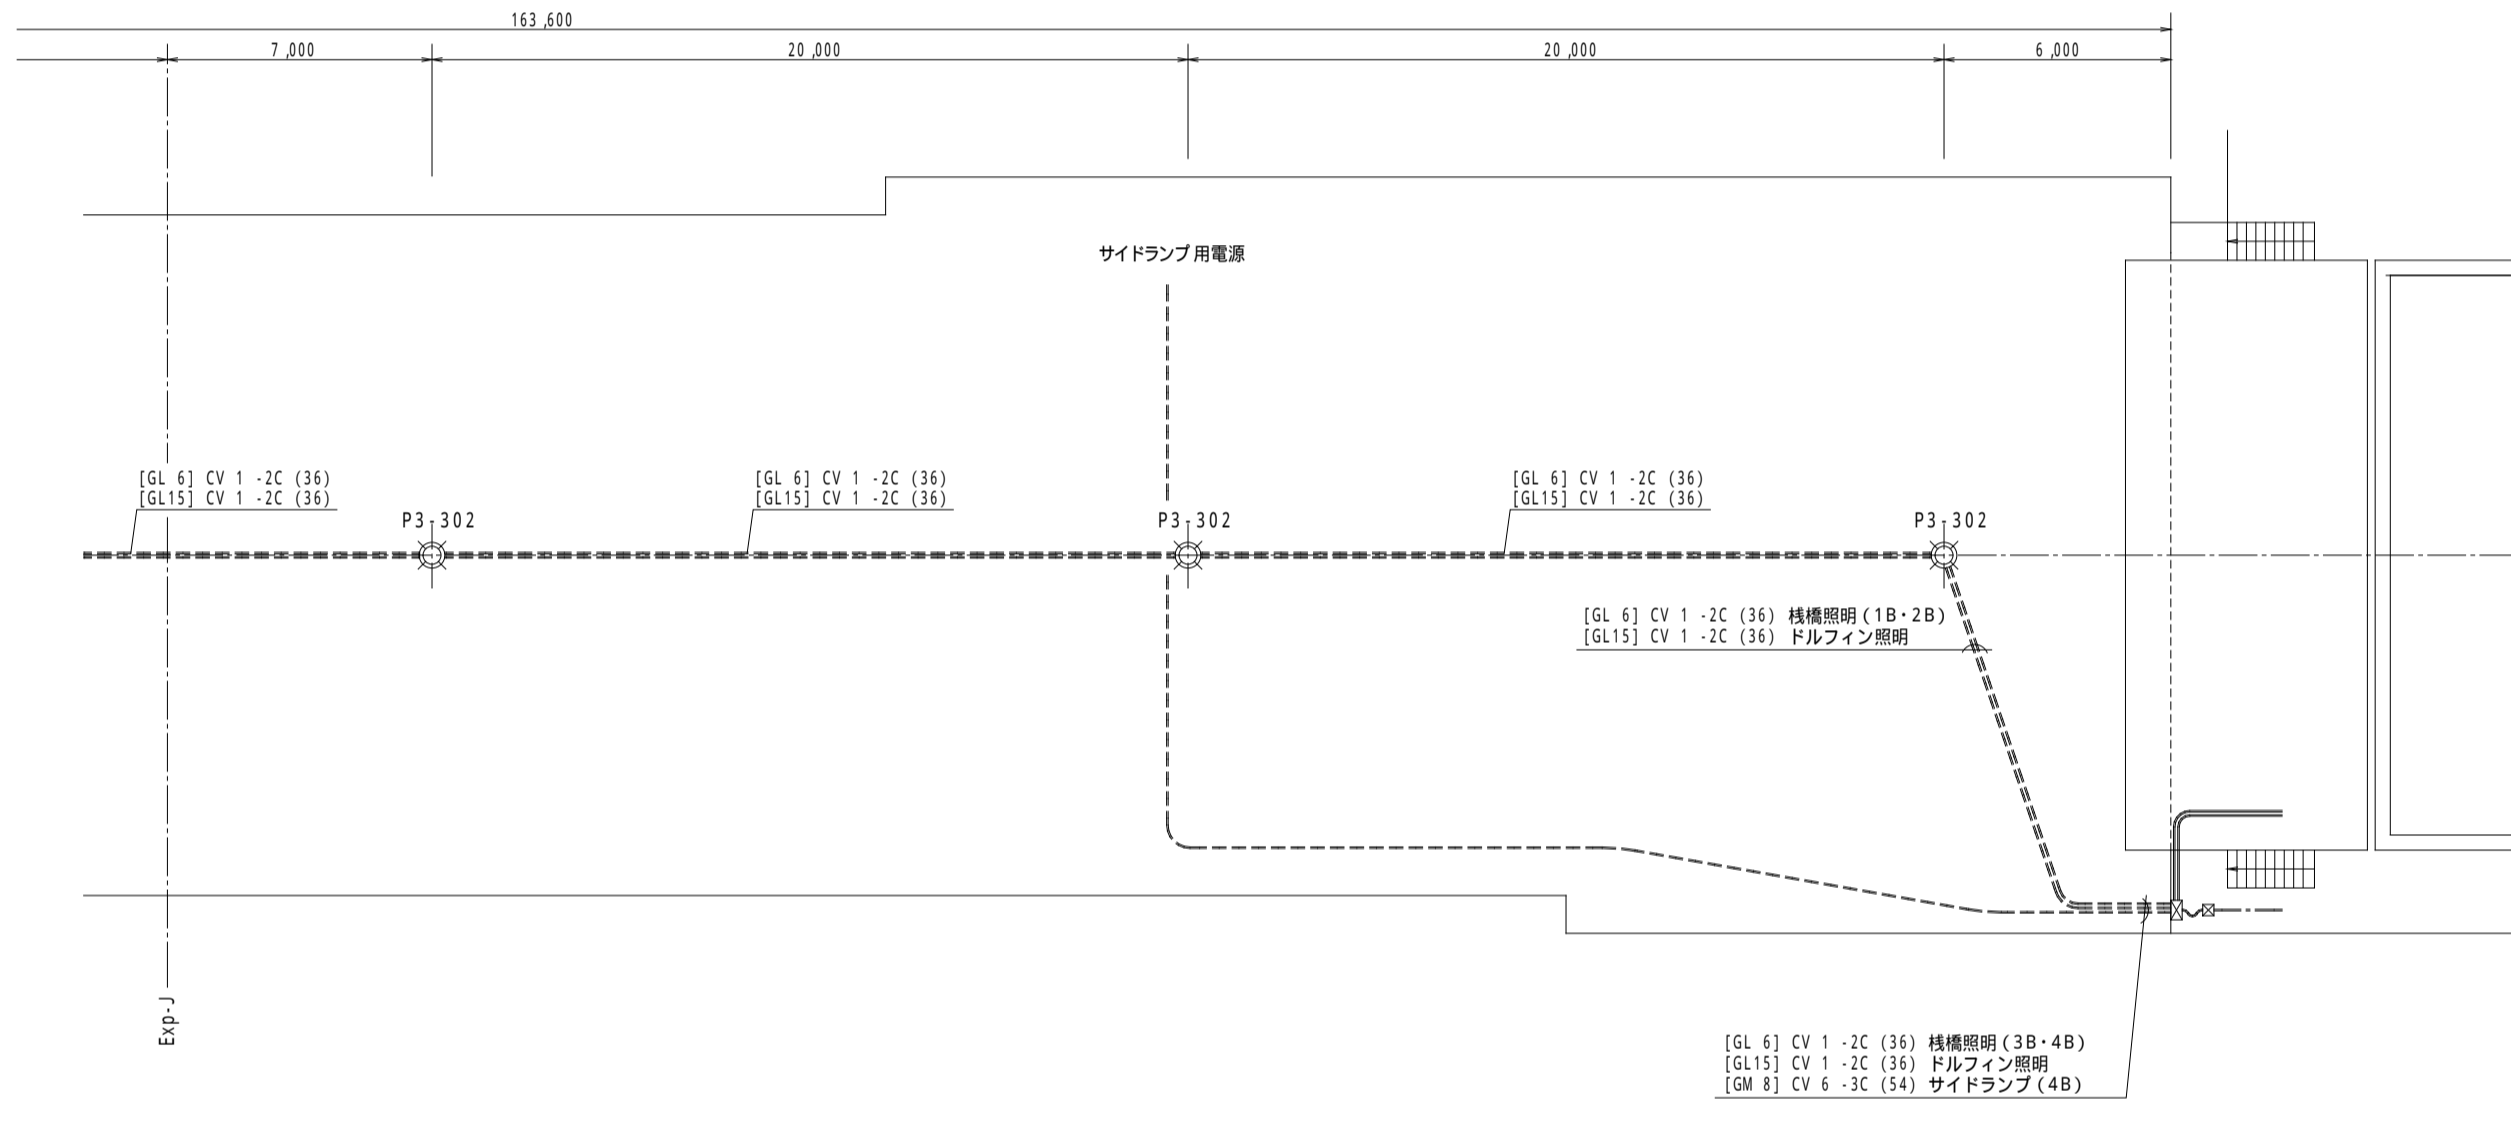 163,600
7,000
20,000
20,000
6,000
サイドランプ用電源
[GL 6] CV 1 -2C (36)
[GL15] CV 1 -2C (36)
[GL 6] CV 1 -2C (36)
[GL15] CV 1 -2C (36)
[GL 6] CV 1 -2C (36)
[GL15] CV 1 -2C (36)
P3-302
P3-302
P3-302
[GL 6] CV 1 -2C (36) 桟橋照明(1B・2B)
[GL15] CV 1 -2C (36) ドルフィン照明
Exp-J
[GL 6] CV 1 -2C (36) 桟橋照明(3B・4B)
[GL15] CV 1 -2C (36) ドルフィン照明
[GM 8] CV 6 -3C (54) サイドランプ(4B)